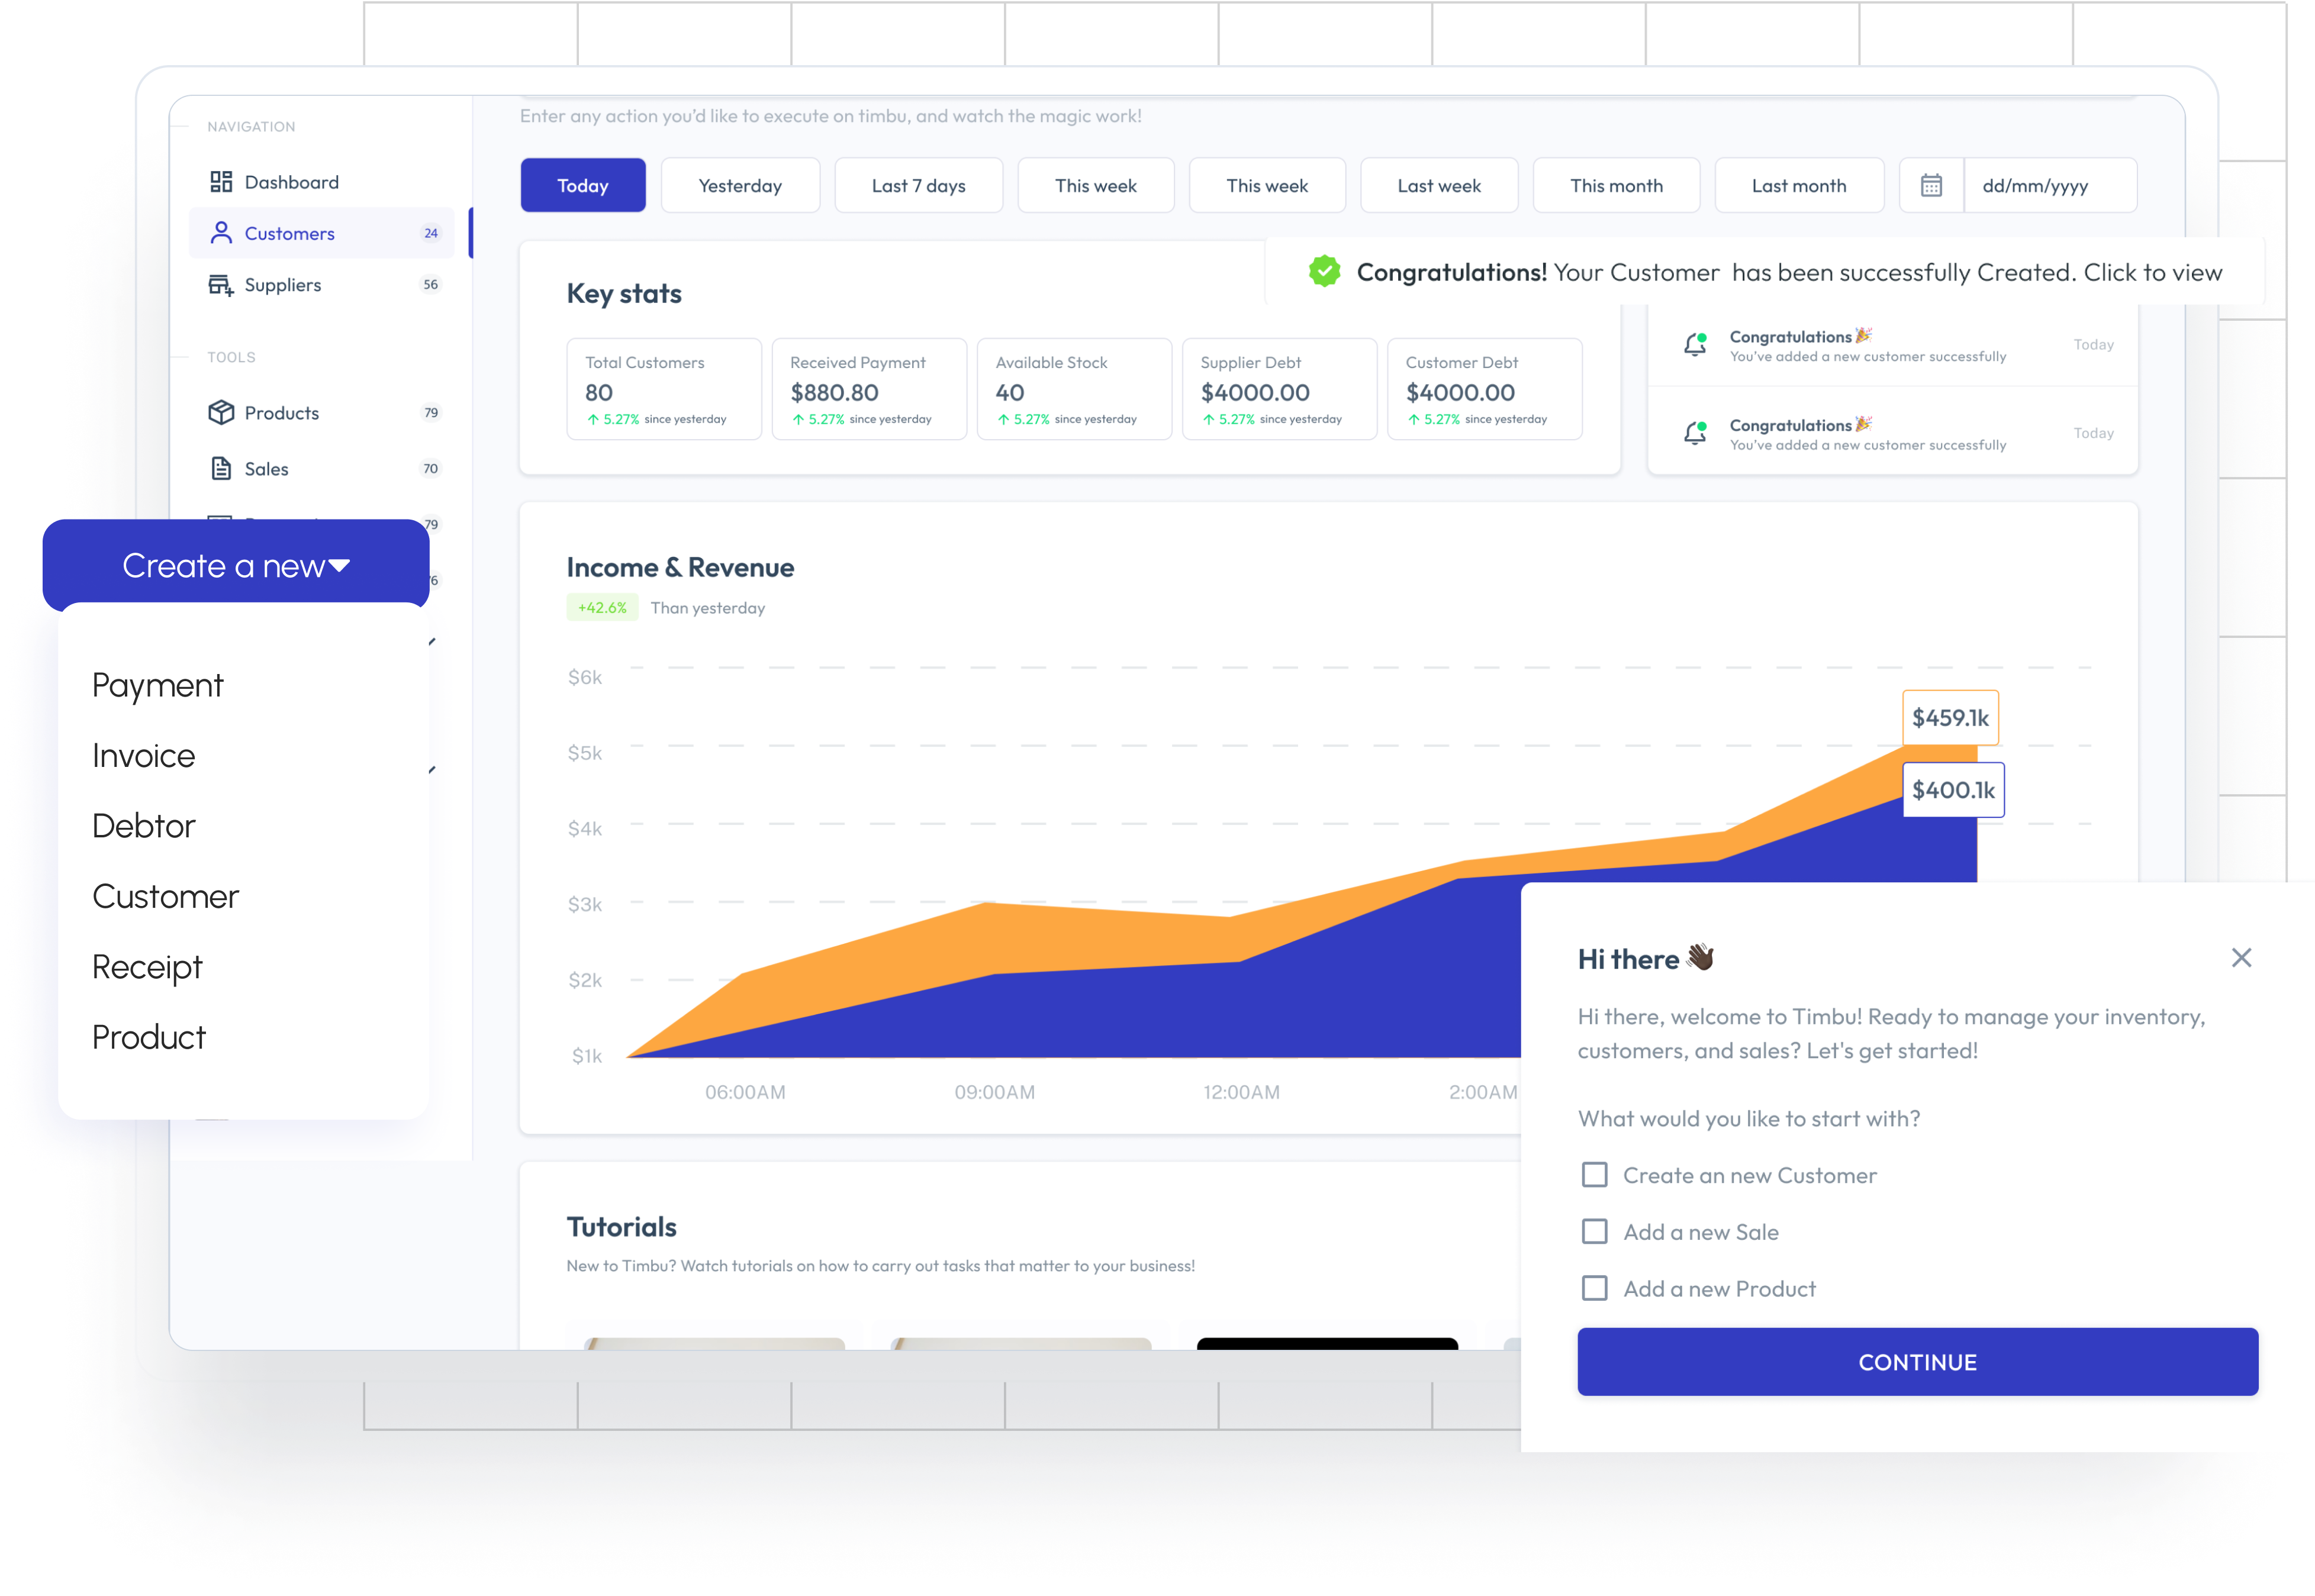 NAVIGATION
Dashboard
Customers 24
Suppliers 56
TOOLS
Products 79
Sales 70
79
Create a new
Payment
Invoice
Debtor
Customer
Receipt
Product
Enter any action you'd like to execute on timbu, and watch the magic work!
Today Yesterday Last 7 days This week This week Last week This month Last month dd/mm/yyyy
Congratulations! Your Customer has been successfully Created. Click to view
Key stats
Total Customers
80
5.27% since yesterday
Received Payment
$880.80
5.27% since yesterday
Available Stock
40
5.27% since yesterday
Supplier Debt
$4000.00
5.27% since yesterday
Customer Debt
$4000.00
5.27% since yesterday
Congratulations🎉 Today
You've added a new customer successfully
Congratulations🎉 Today
You've added a new customer successfully
Income & Revenue
+42.6% Than yesterday
$6k
$5k
$4k
$3k
$2k
$1k
$459.1k
$400.1k
06:00AM 09:00AM 12:00AM 2:00AM
Tutorials
New to Timbu? Watch tutorials on how to carry out tasks that matter to your business!
Hi there 👋🏿
Hi there, welcome to Timbu! Ready to manage your inventory,
customers, and sales? Let's get started!
What would you like to start with?
Create an new Customer
Add a new Sale
Add a new Product
CONTINUE